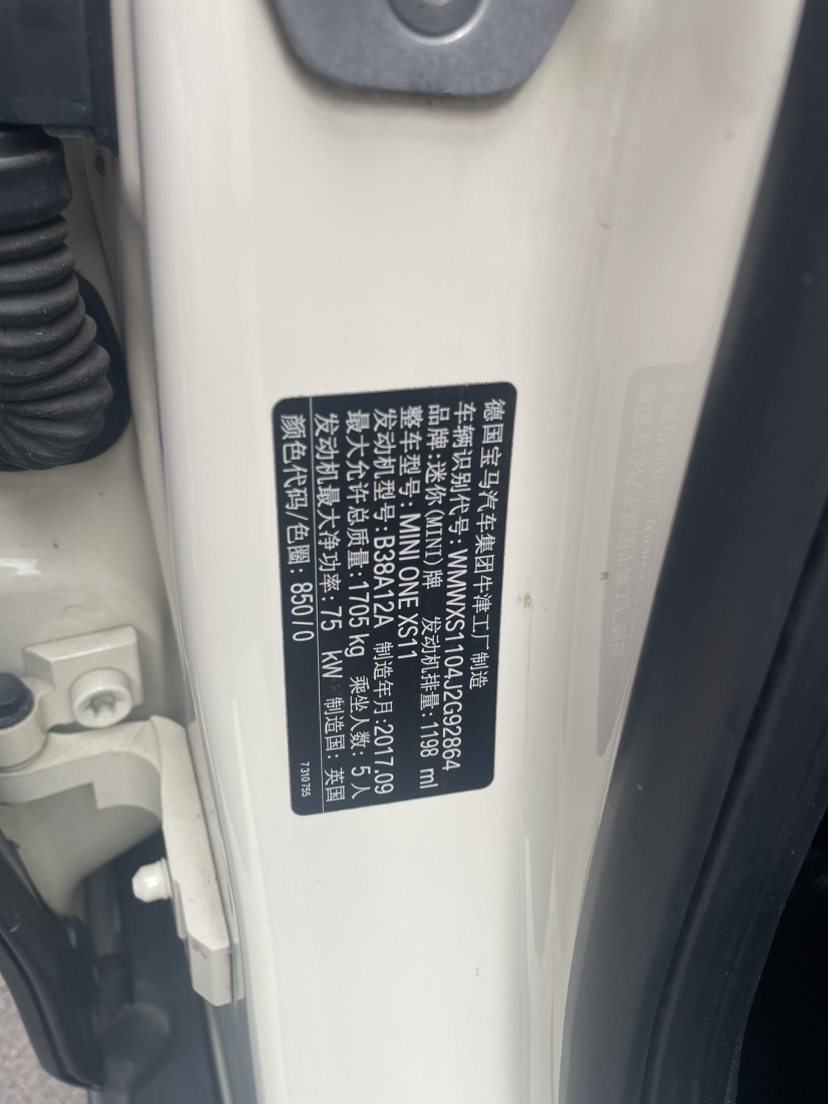 德国宝马汽车集团牛津工厂制造
车辆识别代号: WMWXS1104J2G92864
品牌:迷你(MINI)牌 发动机排量:1198 ml
整车型号: MINI ONE XS11
发动机型号: B38A12A 制造年月:2017.09
最大允许总质量:1705 kg 乘坐人数: 5人
发动机最大净功率: 75 kW 制造国: 英国
颜色代码/色圈: 850/0
7 310 755